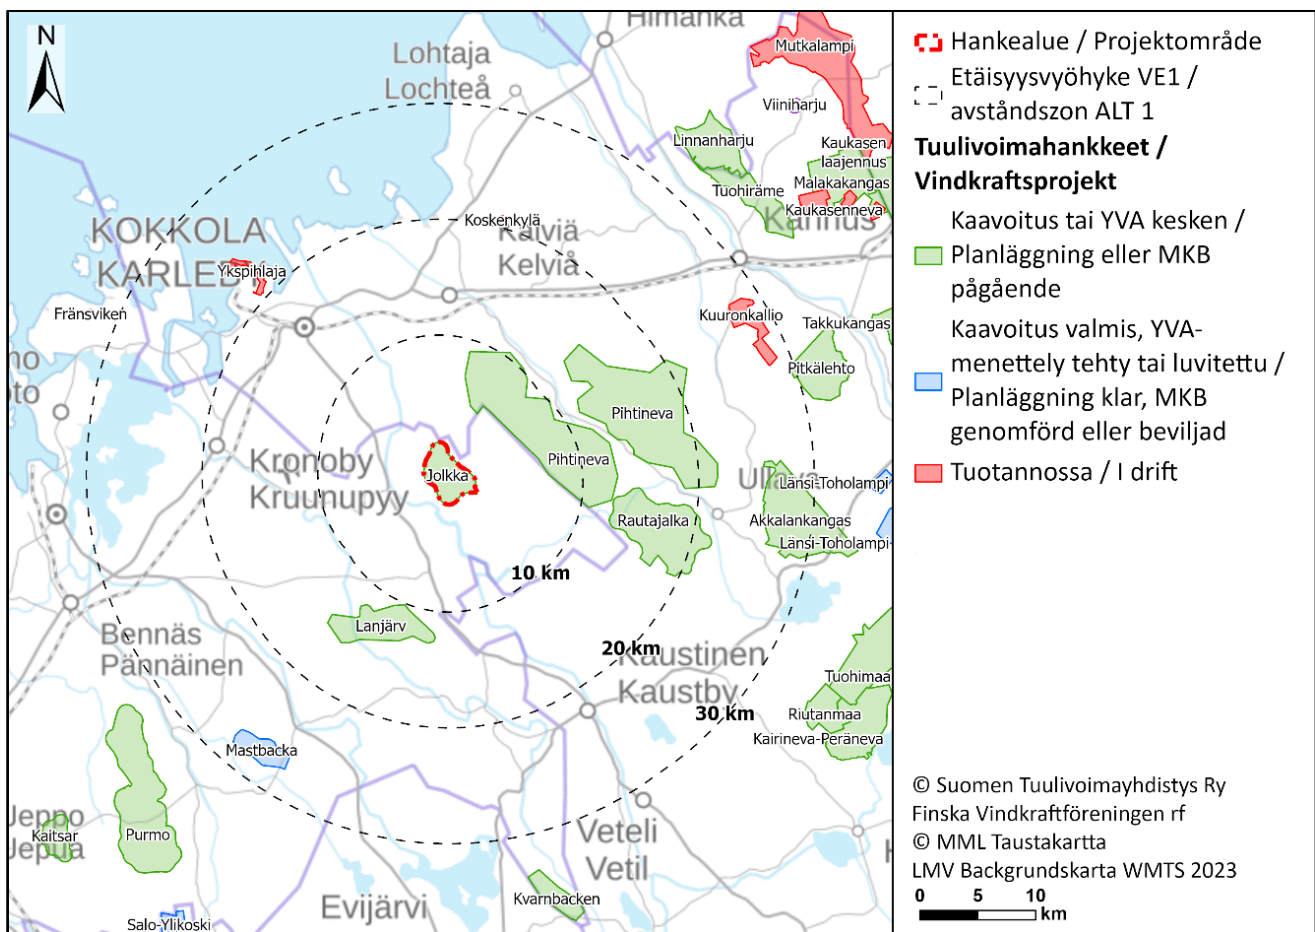 N
Himanka
Lohtaja
Lochteå
Mutkalampi
Viiniharju
Linnanharju
Kaukasen
laajennus
Tuohiräme
Malakakangas
Kaukasenneva
Kannus
Koskenkylä
Kälviä
Kelviå
KOKKOLA
KARLEBY
Ykspihlaja
Fränsviken
Kuuronkallio
Takkukangas
Pitkälehto
Pihtineva
Pihtineva
Jolkka
Kronoby
Kruunupyy
Ullava
Länsi-Toholampi
Rautajalka
Akkalankangas
Länsi-Toholampi
10 km
Lanjärv
Bennäs
Pännäinen
20 km
Kaustinen
Kaustby
30 km
Tuohimaa
Riutanmaa
Kairineva-Peräneva
Mastbacka
Jeppo
Jepua
Kaitsar
Purmo
Veteli
Vetil
Kvarnbacken
Evijärvi
Salo-Ylikoski
Hankealue / Projektområde
Etäisyysvyöhyke VE1 /
avståndszon ALT 1
Tuulivoimahankkeet /
Vindkraftsprojekt
Kaavoitus tai YVA kesken /
Planläggning eller MKB
pågående
Kaavoitus valmis, YVA-
menettely tehty tai luvitettu /
Planläggning klar, MKB
genomförd eller beviljad
Tuotannossa / I drift
© Suomen Tuulivoimayhdistys Ry
Finska Vindkraftföreningen rf
© MML Taustakartta
LMV Backgrundskarta WMTS 2023
0 5 10
km